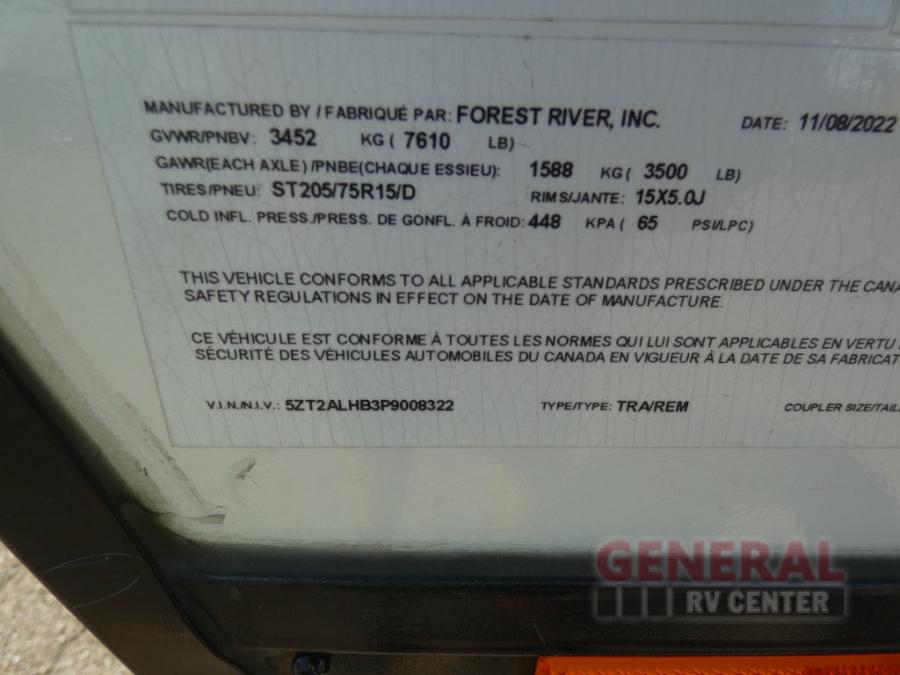 MANUFACTURED BY / FABRIQUÉ PAR: FOREST RIVER, INC. DATE: 11/08/2022
GVWR/PNBV: 3452 KG ( 7610 LB)
GAWR(EACH AXLE) /PNBE(CHAQUE ESSIEU): 1588 KG ( 3500 LB)
TIRES/PNEU: ST205/75R15/D RIMS/JANTE: 15X5.0J
COLD INFL. PRESS./PRESS. DE GONFL. À FROID: 448 KPA ( 65 PSI/LPC)
THIS VEHICLE CONFORMS TO ALL APPLICABLE STANDARDS PRESCRIBED UNDER THE CANA
SAFETY REGULATIONS IN EFFECT ON THE DATE OF MANUFACTURE.
CE VÉHICULE EST CONFORME À TOUTES LES NORMES QUI LUI SONT APPLICABLES EN VERTU
SÉCURITÉ DES VÉHICULES AUTOMOBILES DU CANADA EN VIGUEUR À LA DATE DE SA FABRICAT
V.I.N./N.I.V.: 5ZT2ALHB3P9008322 TYPE/TYPE: TRA/REM COUPLER SIZE/TAIL
GENERAL
RV CENTER